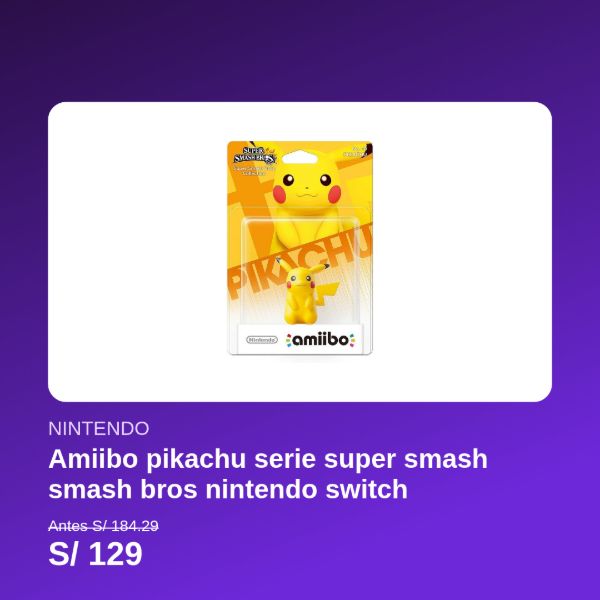 SUPER
SMASH BROS
PIKACHU
Nintendo
amiibo
NINTENDO
Amiibo pikachu serie super smash
smash bros nintendo switch
Antes S/ 184.29
S/ 129